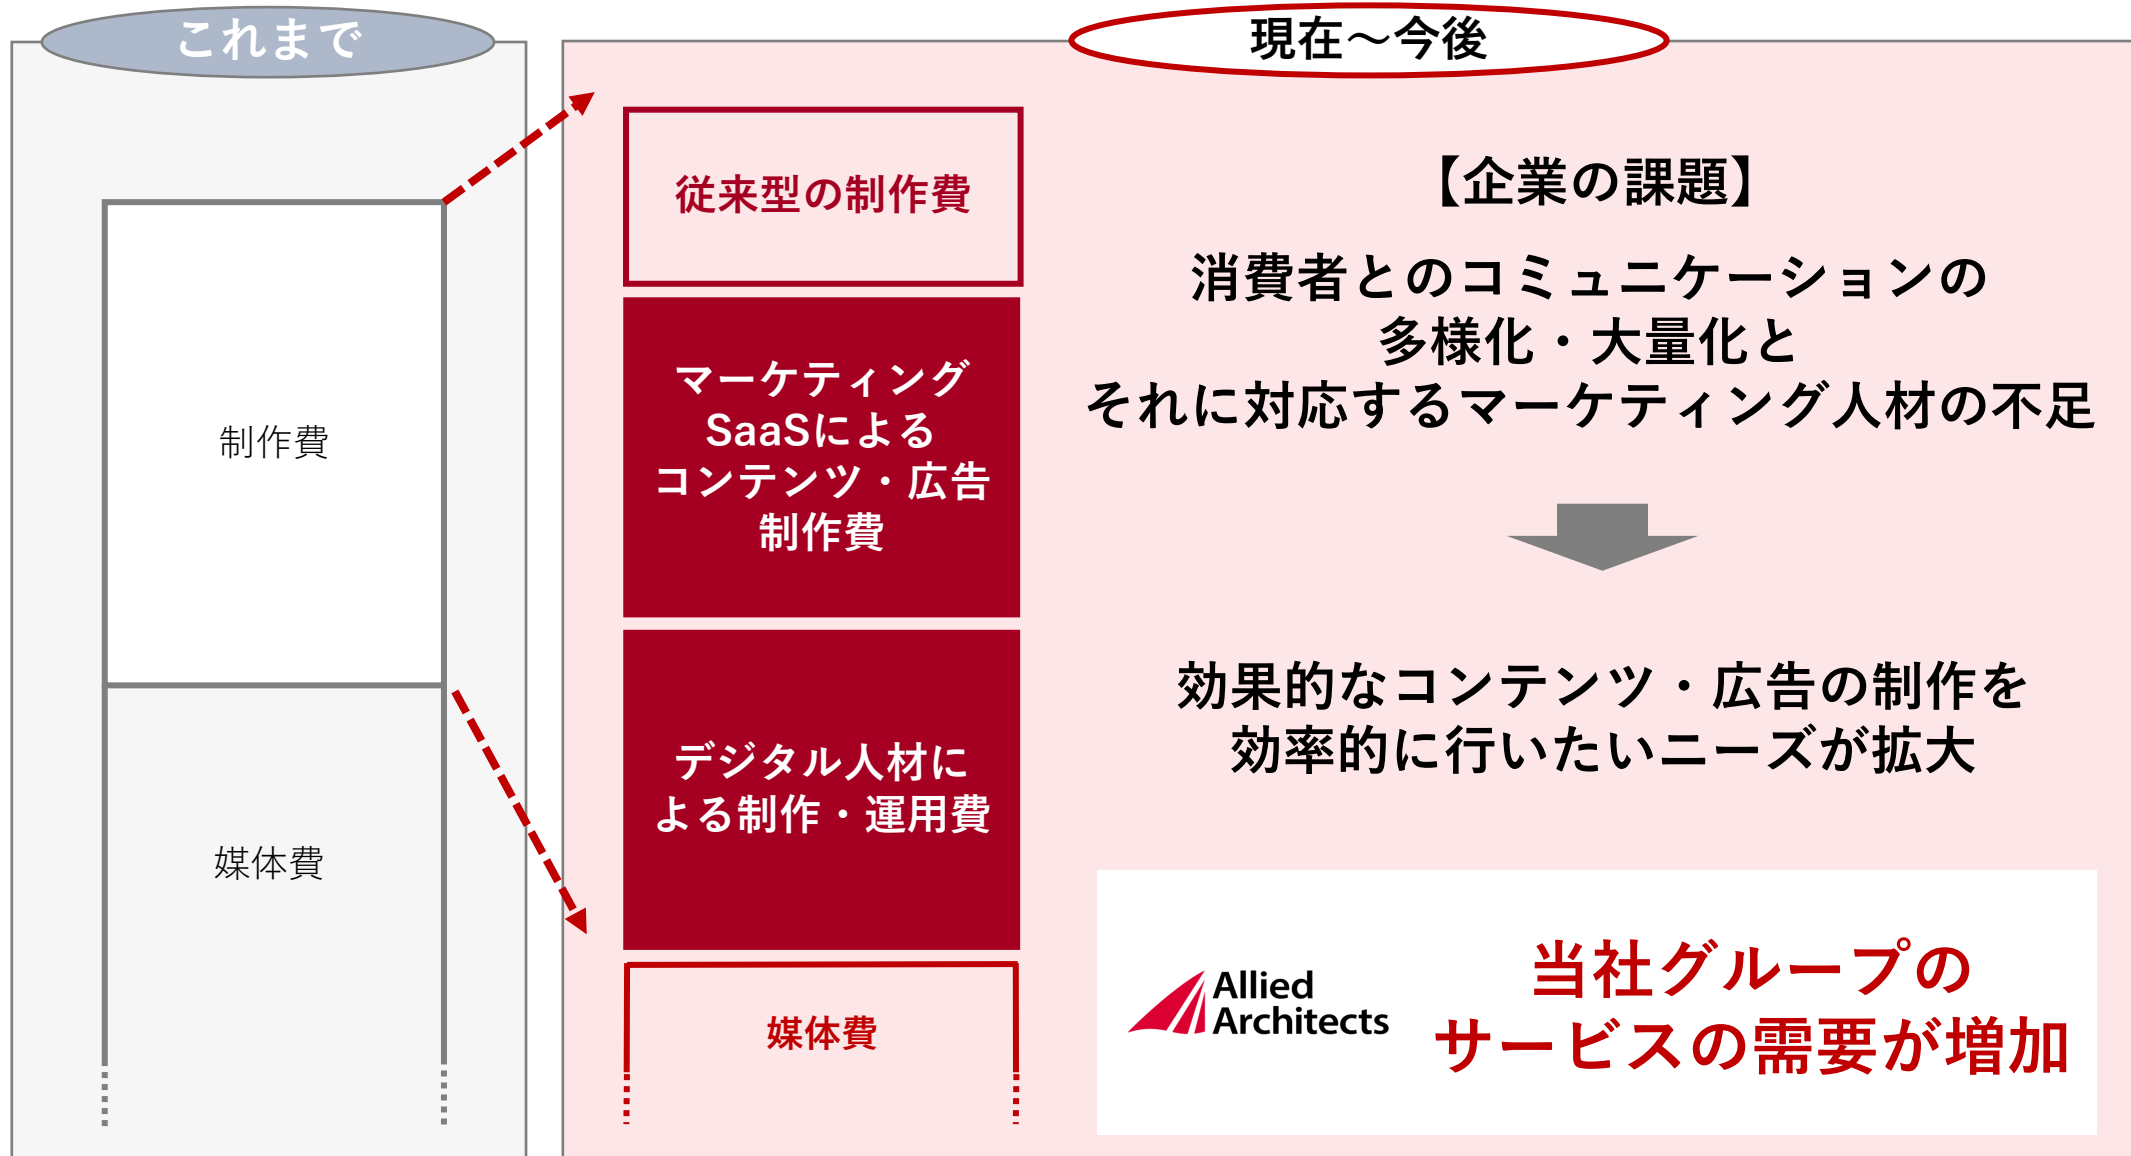 これまで
制作費
媒体費
現在～今後
従来型の制作費
マーケティング
SaaSによる
コンテンツ・広告
制作費
デジタル人材に
よる制作・運用費
媒体費
【企業の課題】
消費者とのコミュニケーションの
多様化・大量化と
それに対応するマーケティング人材の不足
効果的なコンテンツ・広告の制作を
効率的に行いたいニーズが拡大
Allied
Architects
当社グループの
サービスの需要が増加